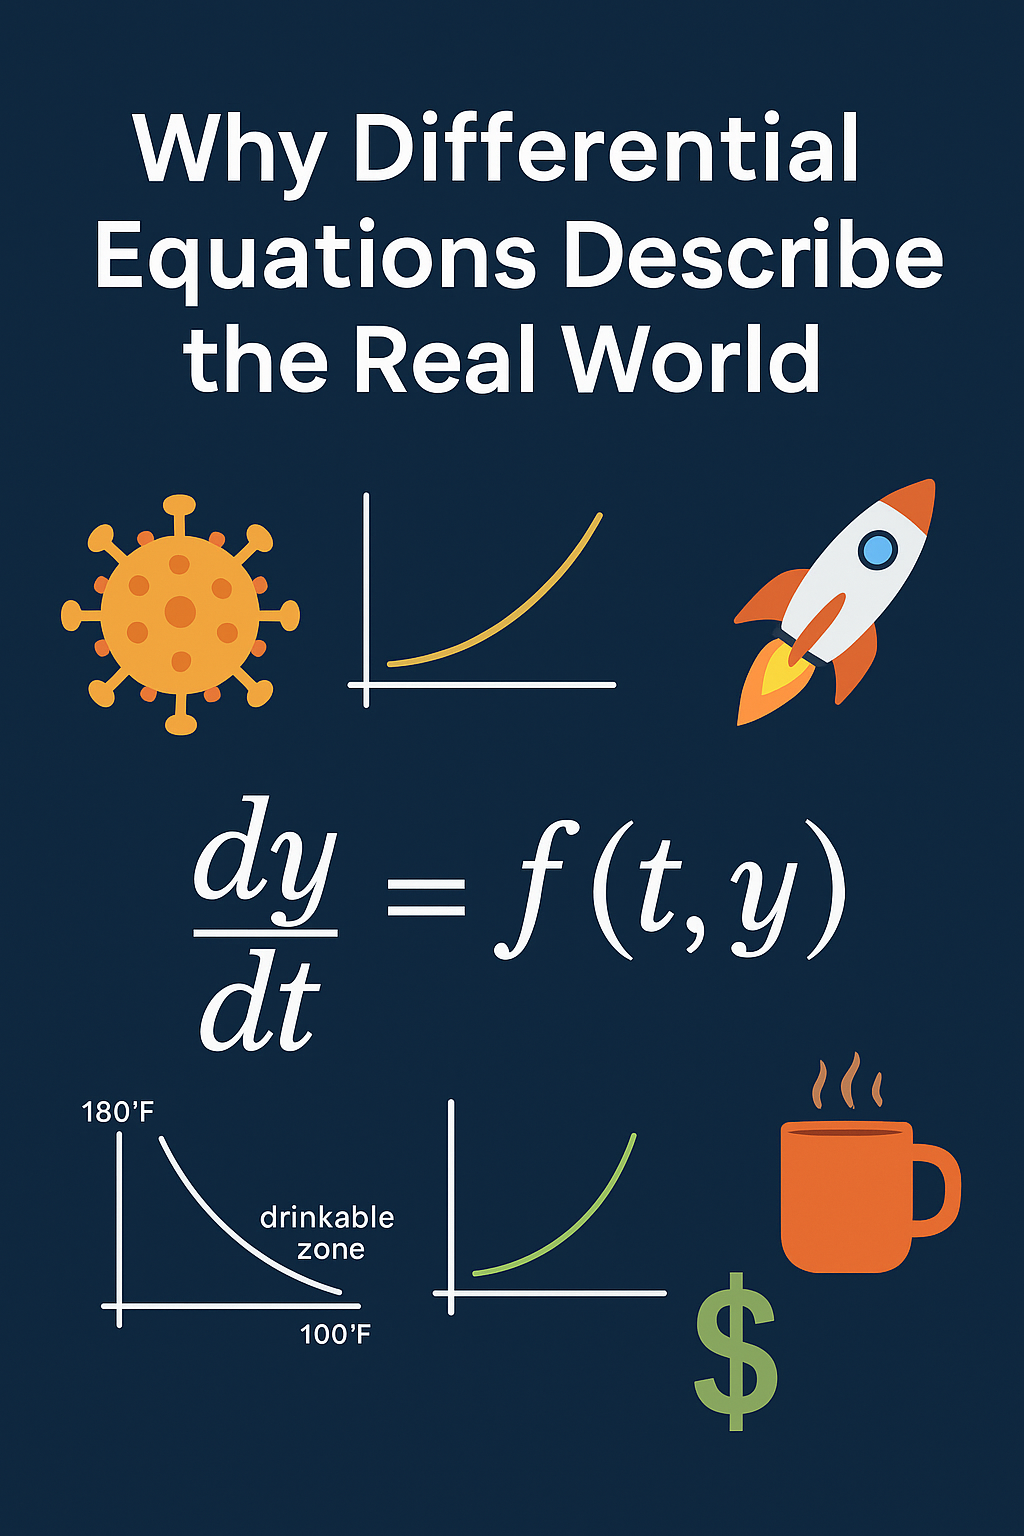 Why Differential
Equations Describe
the Real World
dy
dt
= f(t, y)
180'F
drinkable
zone
100'F
$